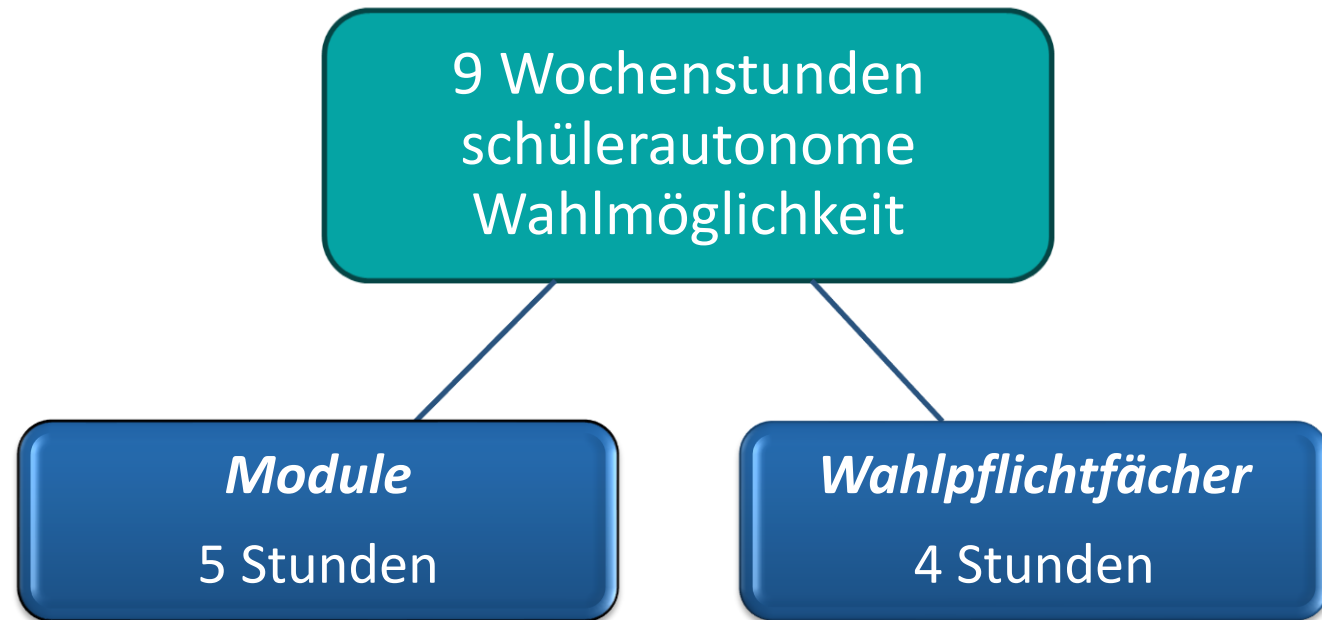 9 Wochenstunden
schülerautonome
Wahlmöglichkeit
Module
5 Stunden
Wahlpflichtfächer
4 Stunden